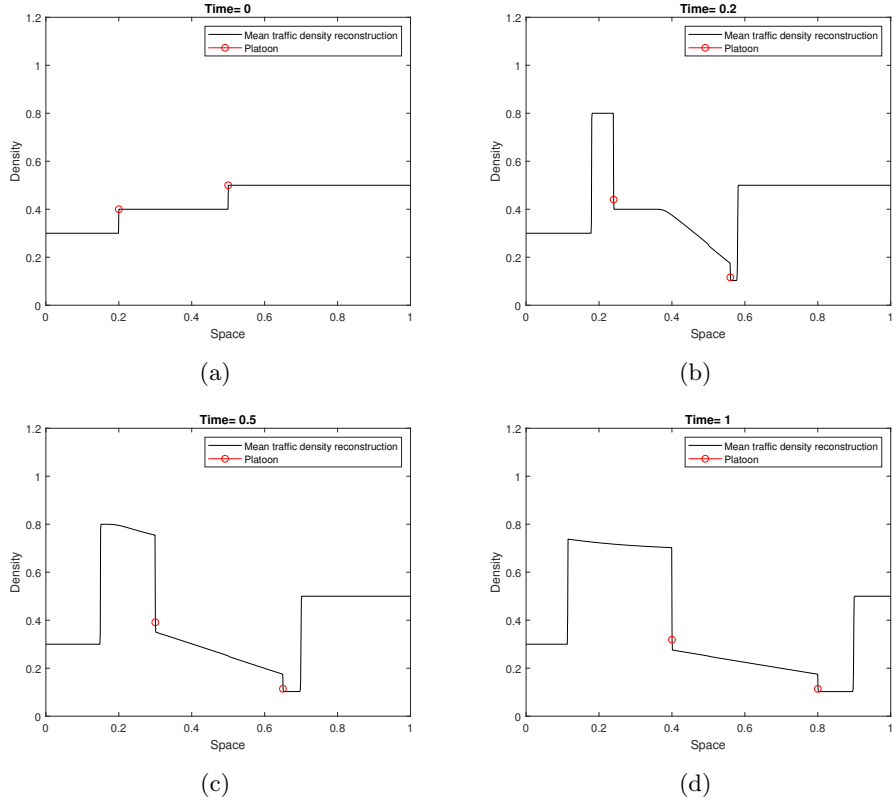 Time= 0
Mean traffic density reconstruction
Platoon
Density
1.2
1
0.8
0.6
0.4
0.2
0
0 0.2 0.4 0.6 0.8 1
Space
(a)
Time= 0.2
Mean traffic density reconstruction
Platoon
Density
1.2
1
0.8
0.6
0.4
0.2
0
0 0.2 0.4 0.6 0.8 1
Space
(b)
Time= 0.5
Mean traffic density reconstruction
Platoon
Density
1.2
1
0.8
0.6
0.4
0.2
0
0 0.2 0.4 0.6 0.8 1
Space
(c)
Time= 1
Mean traffic density reconstruction
Platoon
Density
1.2
1
0.8
0.6
0.4
0.2
0
0 0.2 0.4 0.6 0.8 1
Space
(d)